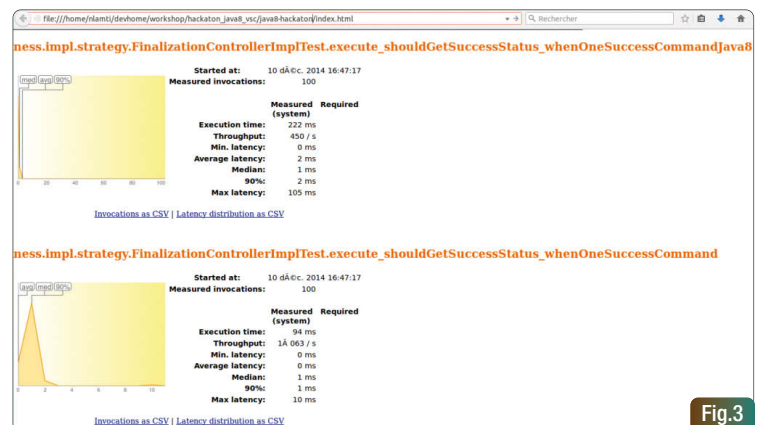 file:///home/nlamti/devhome/workshop/hackaton_java8_vsc/java8-hackaton/index.html
Rechercher
ness.impl.strategy.FinalizationControllerImplTest.execute_shouldGetSuccessStatus_whenOneSuccessCommandJava8
Started at: 10 dÃ©c. 2014 16:47:17
Measured invocations: 100
med avg 90%
Measured Required
(system)
Execution time: 222 ms
Throughput: 450 / s
Min. latency: 0 ms
Average latency: 2 ms
Median: 1 ms
90%: 2 ms
Max latency: 105 ms
0 20 40 60 80 100
Invocations as CSV | Latency distribution as CSV
ness.impl.strategy.FinalizationControllerImplTest.execute_shouldGetSuccessStatus_whenOneSuccessCommand
Started at: 10 dÃ©c. 2014 16:47:17
Measured invocations: 100
avg med 90%
Measured Required
(system)
Execution time: 94 ms
Throughput: 1Â 063 / s
Min. latency: 0 ms
Average latency: 0 ms
Median: 1 ms
90%: 1 ms
Max latency: 10 ms
0 2 4 6 8 10
Invocations as CSV | Latency distribution as CSV
Fig.3